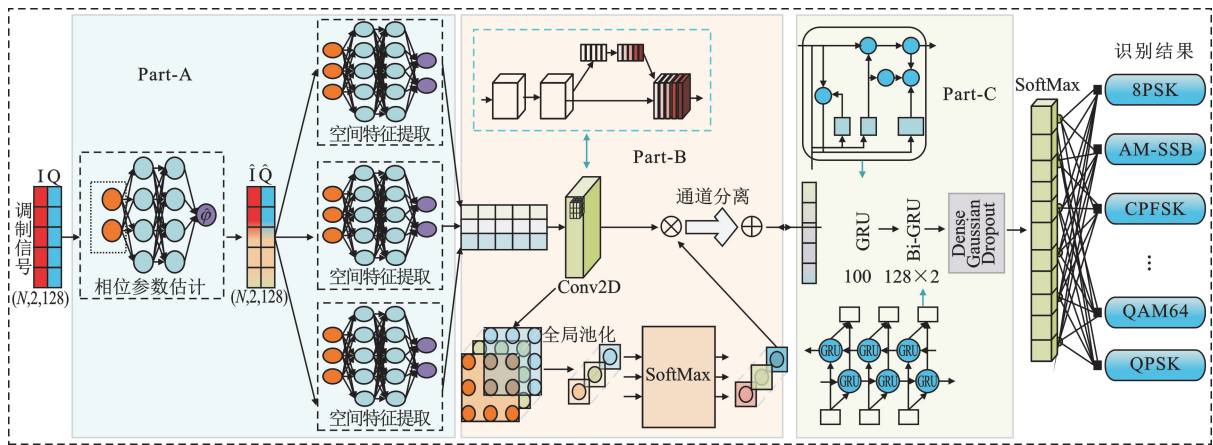 Part-A
I Q
调制信号
(N,2,128)
φ̂
相位参数估计
Î Q̂
(N,2,128)
空间特征提取
空间特征提取
空间特征提取
Part-B
Conv2D
通道分离
全局池化
SoftMax
Part-C
GRU
100
Bi-GRU
128×2
Dense
Gaussian
Dropout
GRU GRU GRU
GRU GRU GRU
SoftMax
识别结果
8PSK
AM-SSB
CPFSK
...
QAM64
QPSK